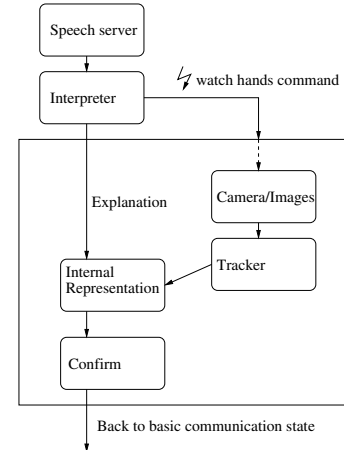 Speech server
watch hands command
Interpreter
Explanation
Camera/Images
Internal
Representation
Tracker
Confirm
Back to basic communication state